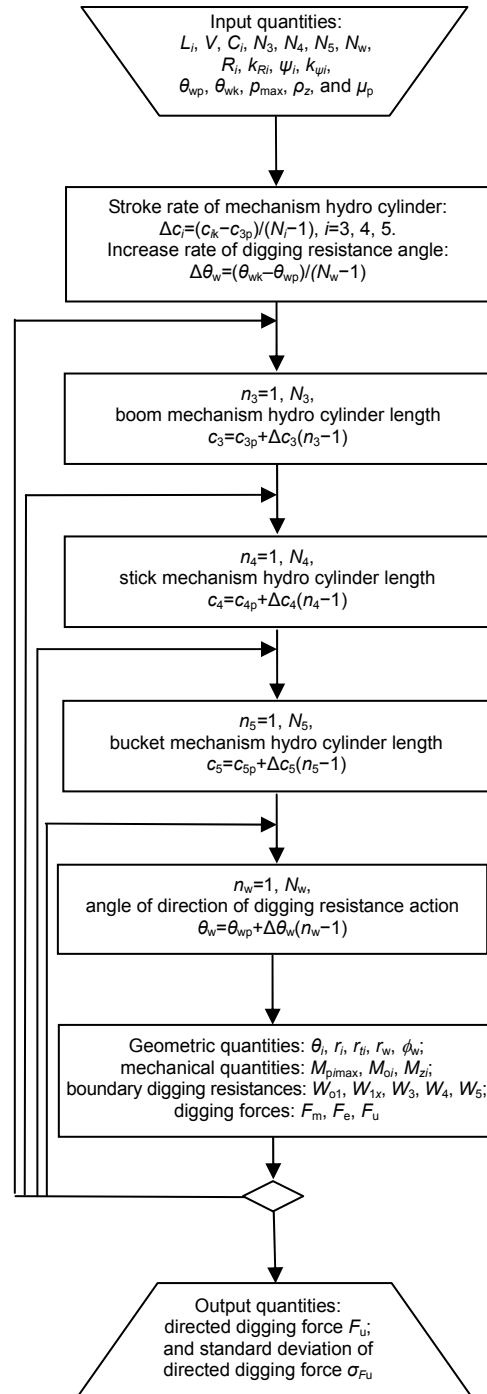 Input quantities:
L_i, V, C_i, N_3, N_4, N_5, N_w,
R_i, k_Ri, ψ_i, k_ψi,
θ_wp, θ_wk, p_max, ρ_z, and μ_p
Stroke rate of mechanism hydro cylinder:
Δc_i=(c_ik−c_3p)/(N_i−1), i=3, 4, 5.
Increase rate of digging resistance angle:
Δθ_w=(θ_wk–θ_wp)/(N_w−1)
n_3=1, N_3,
boom mechanism hydro cylinder length
c_3=c_3p+Δc_3(n_3−1)
n_4=1, N_4,
stick mechanism hydro cylinder length
c_4=c_4p+Δc_4(n_4−1)
n_5=1, N_5,
bucket mechanism hydro cylinder length
c_5=c_5p+Δc_5(n_5−1)
n_w=1, N_w,
angle of direction of digging resistance action
θ_w=θ_wp+Δθ_w(n_w−1)
Geometric quantities: θ_i, r_i, r_ti, r_w, ϕ_w;
mechanical quantities: M_pimax, M_oi, M_zi;
boundary digging resistances: W_o1, W_1x, W_3, W_4, W_5;
digging forces: F_m, F_e, F_u
Output quantities:
directed digging force F_u;
and standard deviation of
directed digging force σ_Fu